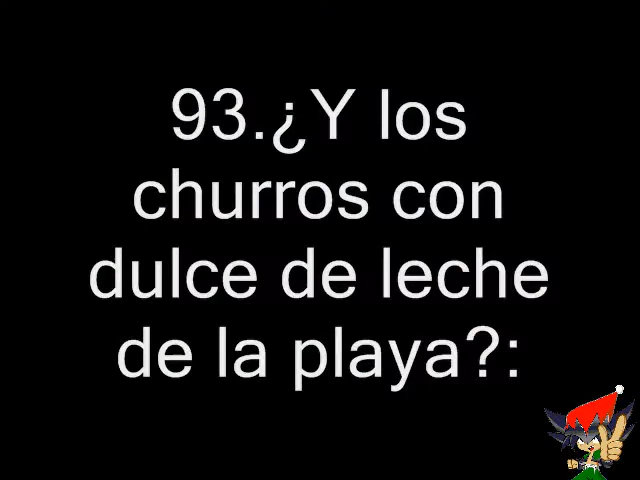 93.¿Y los
churros con
dulce de leche
de la playa?: